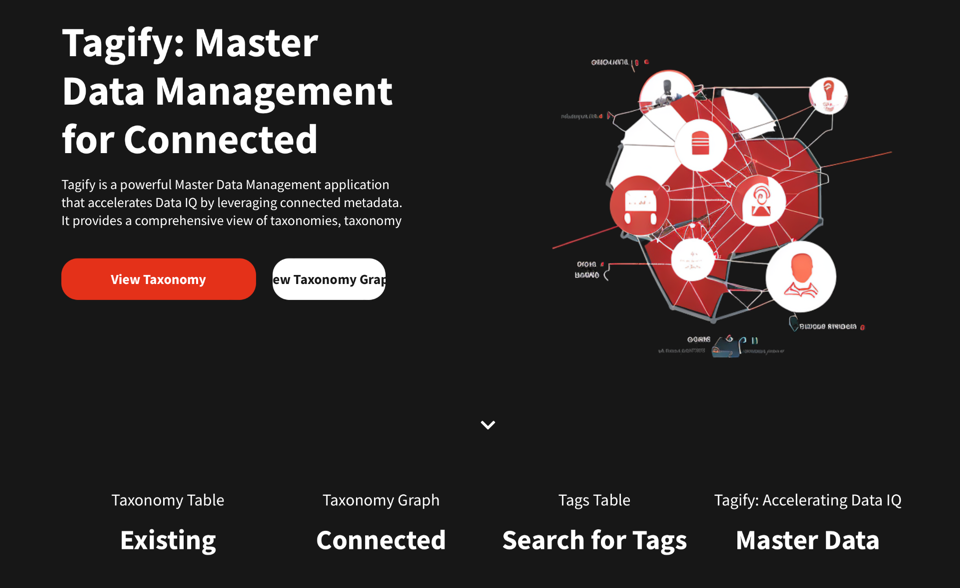 Tagify: Master
Data Management
for Connected
Tagify is a powerful Master Data Management application
that accelerates Data IQ by leveraging connected metadata.
It provides a comprehensive view of taxonomies, taxonomy
View Taxonomy
ew Taxonomy Grap
Taxonomy Table
Taxonomy Graph
Tags Table
Tagify: Accelerating Data IQ
Existing
Connected
Search for Tags
Master Data